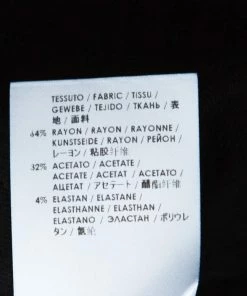 TESSUTO / FABRIC / TISSU /
GEWEBE / TEJIDO / ТКАНЬ / 表
地 / 面料
64% RAYON / RAYON / RAYONNE /
KUNSTSEIDE / RAYON / РЕЙОН /
レーヨン / 粘胶纤维
32% ACETATO / ACETATE /
ACETATE / ACETAT / ACETATO /
АЦЕТАТ / アセテート / 醋酯纤维
4% ELASTAN / ELASTANE /
ELASTHANNE / ELASTHAN /
ELASTANO / ЭЛАСТАН / ポリウレ
タン / 氨纶